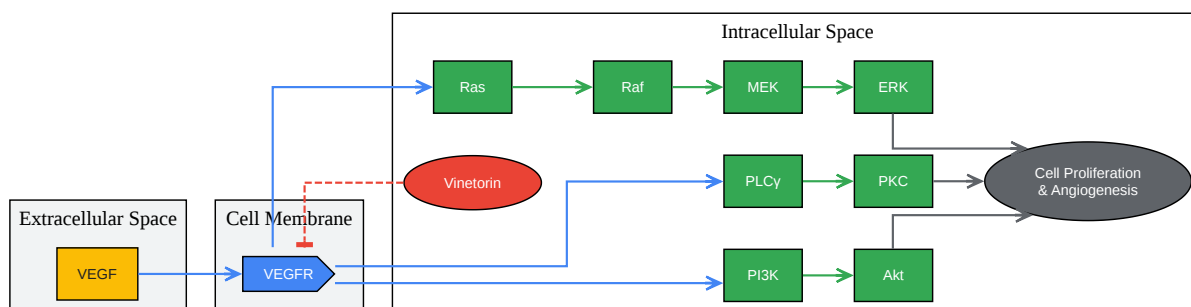 Intracellular Space
Ras
Raf
MEK
ERK
Vinetorin
PLCγ
PKC
Cell Proliferation
& Angiogenesis
Extracellular Space
Cell Membrane
VEGF
VEGFR
PI3K
Akt